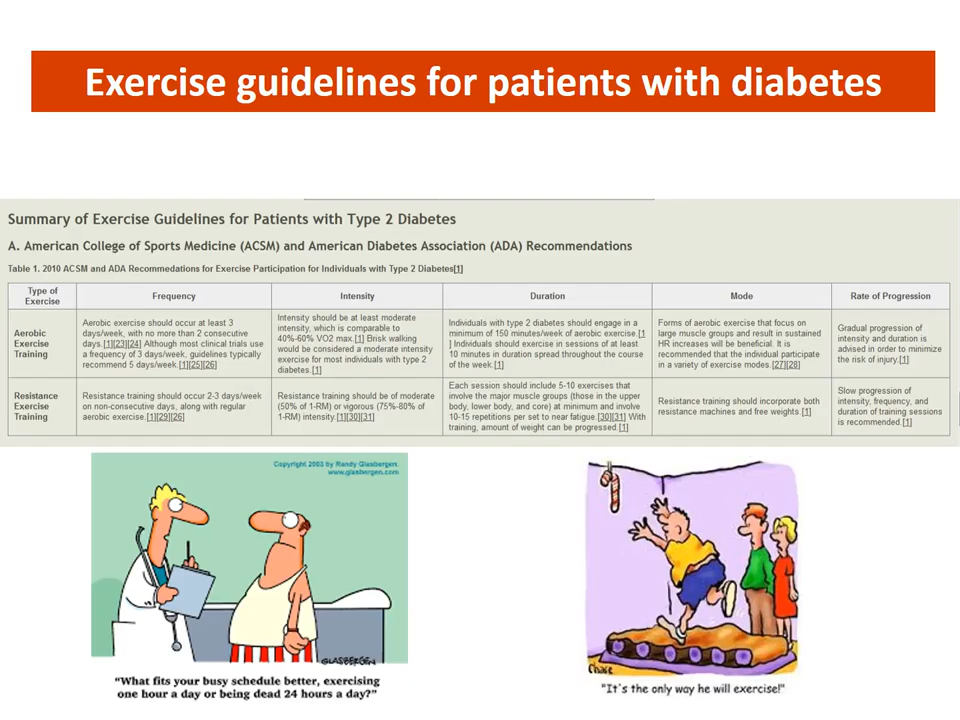 Exercise guidelines for patients with diabetes
Summary of Exercise Guidelines for Patients with Type 2 Diabetes
A. American College of Sports Medicine (ACSM) and American Diabetes Association (ADA) Recommendations
Table 1. 2010 ACSM and ADA Recommedations for Exercise Participation for Individuals with Type 2 Diabetes[1]
Type of
Exercise
Frequency
Intensity
Duration
Mode
Rate of Progression
Aerobic
Exercise
Training
Aerobic exercise should occur at least 3
days/week, with no more than 2 consecutive
days.[1][23][24] Although most clinical trials use
a frequency of 3 days/week, guidelines typically
recommend 5 days/week.[1][25][26]
Intensity should be at least moderate
intensity, which is comparable to
40%-60% VO2 max.[1] Brisk walking
would be considered a moderate intensity
exercise for most individuals with type 2
diabetes.[1]
Individuals with type 2 diabetes should engage in a
minimum of 150 minutes/week of aerobic exercise.[1
] Individuals should exercise in sessions of at least
10 minutes in duration spread throughout the course
of the week.[1]
Forms of aerobic exercise that focus on
large muscle groups and result in sustained
HR increases will be beneficial. It is
recommended that the individual participate
in a variety of exercise modes.[27][28]
Gradual progression of
intensity and duration is
advised in order to minimize
the risk of injury.[1]
Resistance
Exercise
Training
Resistance training should occur 2-3 days/week
on non-consecutive days, along with regular
aerobic exercise.[1][29][26]
Resistance training should be of moderate
(50% of 1-RM) or vigorous (75%-80% of
1-RM) intensity.[1][30][31]
Each session should include 5-10 exercises that
involve the major muscle groups (those in the upper
body, lower body, and core) at minimum and involve
10-15 repetitions per set to near fatigue.[30][31] With
training, amount of weight can be progressed.[1]
Resistance training should incorporate both
resistance machines and free weights.[1]
Slow progression of
intensity, frequency, and
duration of training sessions
is recommended.[1]
Copyright 2003 by Randy Glasbergen.
www.glasbergen.com
GLASBERGEN
"What fits your busy schedule better, exercising
one hour a day or being dead 24 hours a day?"
Chase
"It's the only way he will exercise!"